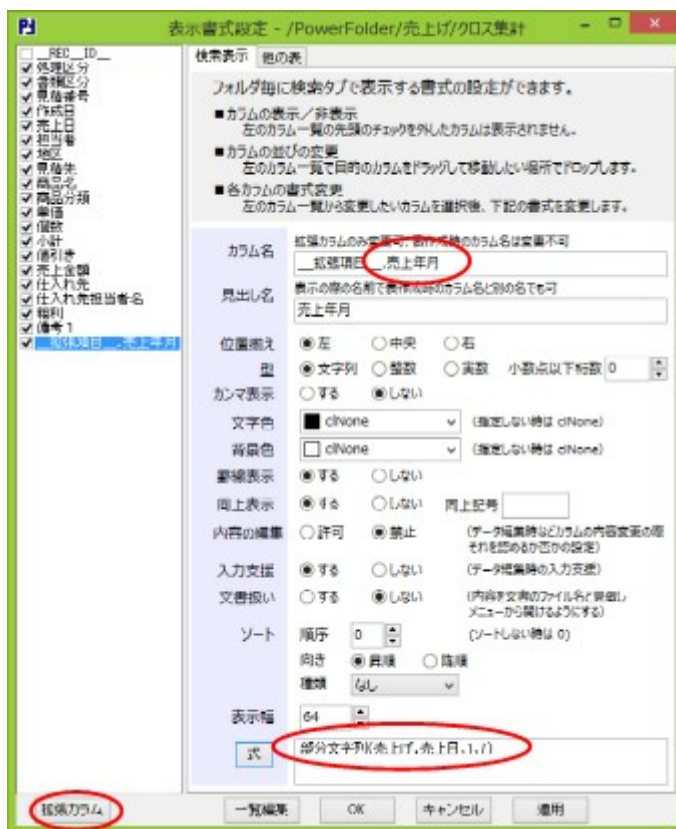 表示書式設定 - /PowerFolder/売上げ/クロス集計
__REC__ID__
処理区分
書類区分
見積番号
作成日
売上日
担当者
地区
見積先
商品名
商品分類
単価
個数
小計
値引き
売上金額
仕入れ先
仕入れ先担当者名
粗利
備考1
__拡張項目__.売上年月
拡張カラム
検索表示 他の表
フォルダ毎に検索タブで表示する書式の設定ができます。
■カラムの表示／非表示
左のカラム一覧の先頭のチェックを外したカラムは表示されません。
■カラムの並びの変更
左のカラム一覧で目的のカラムをドラッグして移動したい場所でドロップします。
■各カラムの書式変更
左のカラム一覧から変更したいカラムを選択後、下記の書式を変更します。
カラム名 拡張カラムのみ変更可、表作成時のカラム名は変更不可
__拡張項目__.売上年月
見出し名 表示の際の名前で表作成時のカラム名と別の名でも可
売上年月
位置揃え 左 中央 右
型 文字列 整数 実数 小数点以下桁数 0
カンマ表示 する しない
文字色 clNone (指定しない時は clNone)
背景色 clNone (指定しない時は clNone)
罫線表示 する しない
同上表示 する しない 同上記号
内容の編集 許可 禁止 (データ編集時などカラムの内容変更の際
それを認めるか否かの設定)
入力支援 する しない (データ編集時の入力支援)
文書扱い する しない (内容を文書のファイル名と見做し
メニューから開けるようにする)
ソート 順序 0 (ソートしない時は 0)
向き 昇順 降順
種類 なし
表示幅 64
式 部分文字列(売上げ.売上日,1,7)
一覧編集 OK キャンセル 適用